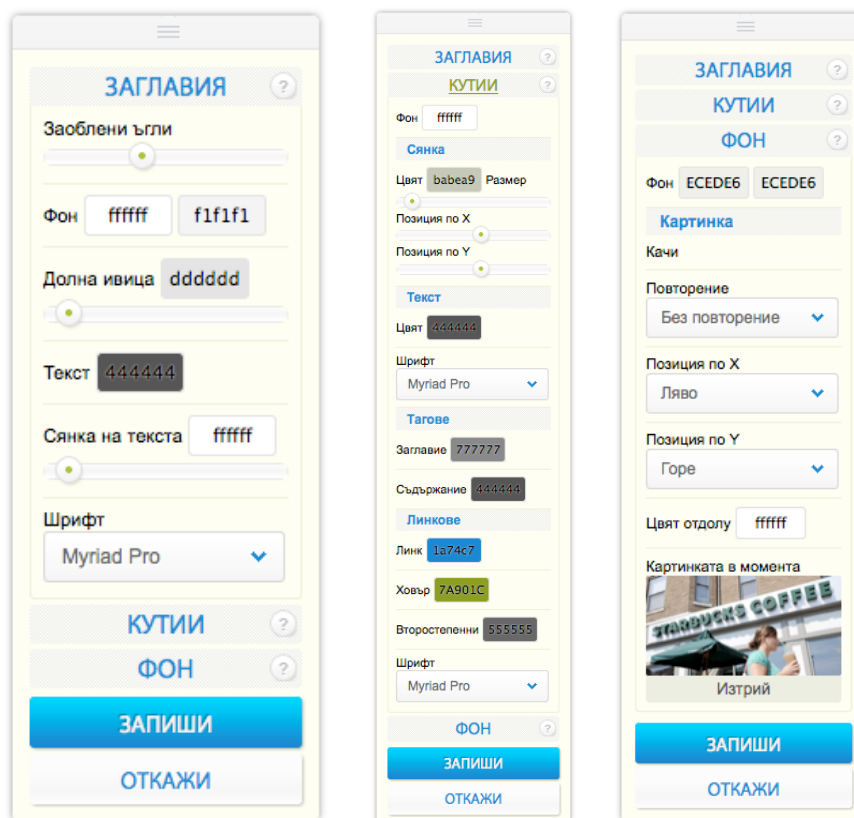 ЗАГЛАВИЯ ?
Заоблени ъгли
Фон ffffff f1f1f1
Долна ивица dddddd
Текст 444444
Сянка на текста ffffff
Шрифт
Myriad Pro
КУТИИ ?
ФОН ?
ЗАПИШИ
ОТКАЖИ
ЗАГЛАВИЯ ?
КУТИИ ?
Фон ffffff
Сянка
Цвят babea9 Размер
Позиция по X
Позиция по Y
Текст
Цвят 444444
Шрифт
Myriad Pro
Тагове
Заглавие 777777
Съдържание 444444
Линкове
Линк 1a74c7
Ховър 7A901C
Второстепенни 555555
Шрифт
Myriad Pro
ФОН ?
ЗАПИШИ
ОТКАЖИ
ЗАГЛАВИЯ ?
КУТИИ ?
ФОН ?
Фон ECEDE6 ECEDE6
Картинка
Качи
Повторение
Без повторение
Позиция по X
Ляво
Позиция по Y
Горе
Цвят отдолу ffffff
Картинката в момента
STARBUCKS COFFEE
Изтрий
ЗАПИШИ
ОТКАЖИ